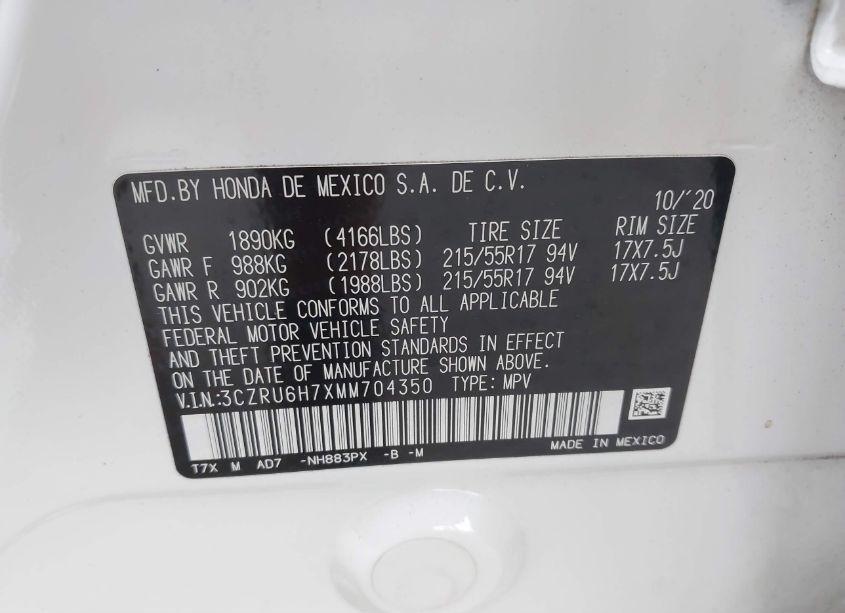 MFD.BY HONDA DE MEXICO S.A. DE C.V. 10/'20
GVWR 1890KG (4166LBS) TIRE SIZE RIM SIZE
GAWR F 988KG (2178LBS) 215/55R17 94V 17X7.5J
GAWR R 902KG (1988LBS) 215/55R17 94V 17X7.5J
THIS VEHICLE CONFORMS TO ALL APPLICABLE
FEDERAL MOTOR VEHICLE SAFETY
AND THEFT PREVENTION STANDARDS IN EFFECT
ON THE DATE OF MANUFACTURE SHOWN ABOVE.
V.I.N.:3CZRU6H7XMM704350 TYPE: MPV
MADE IN MEXICO
T7X M AD7 -NH883PX -B -M